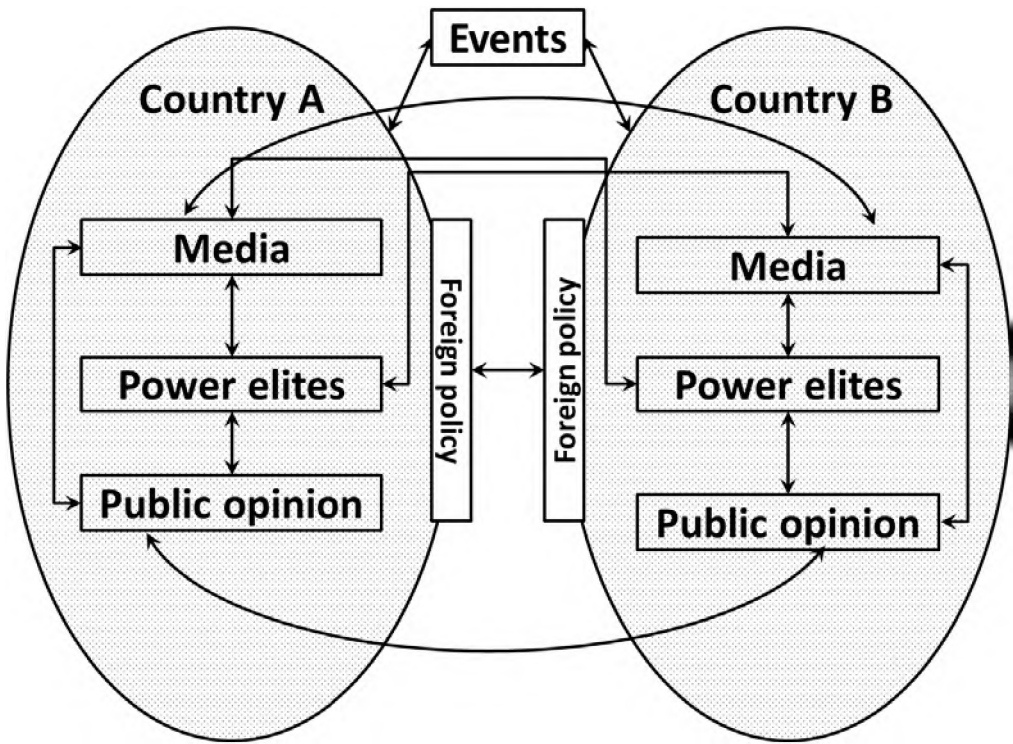 Events
Country A
Country B
Media
Media
Foreign policy
Foreign policy
Power elites
Power elites
Public opinion
Public opinion